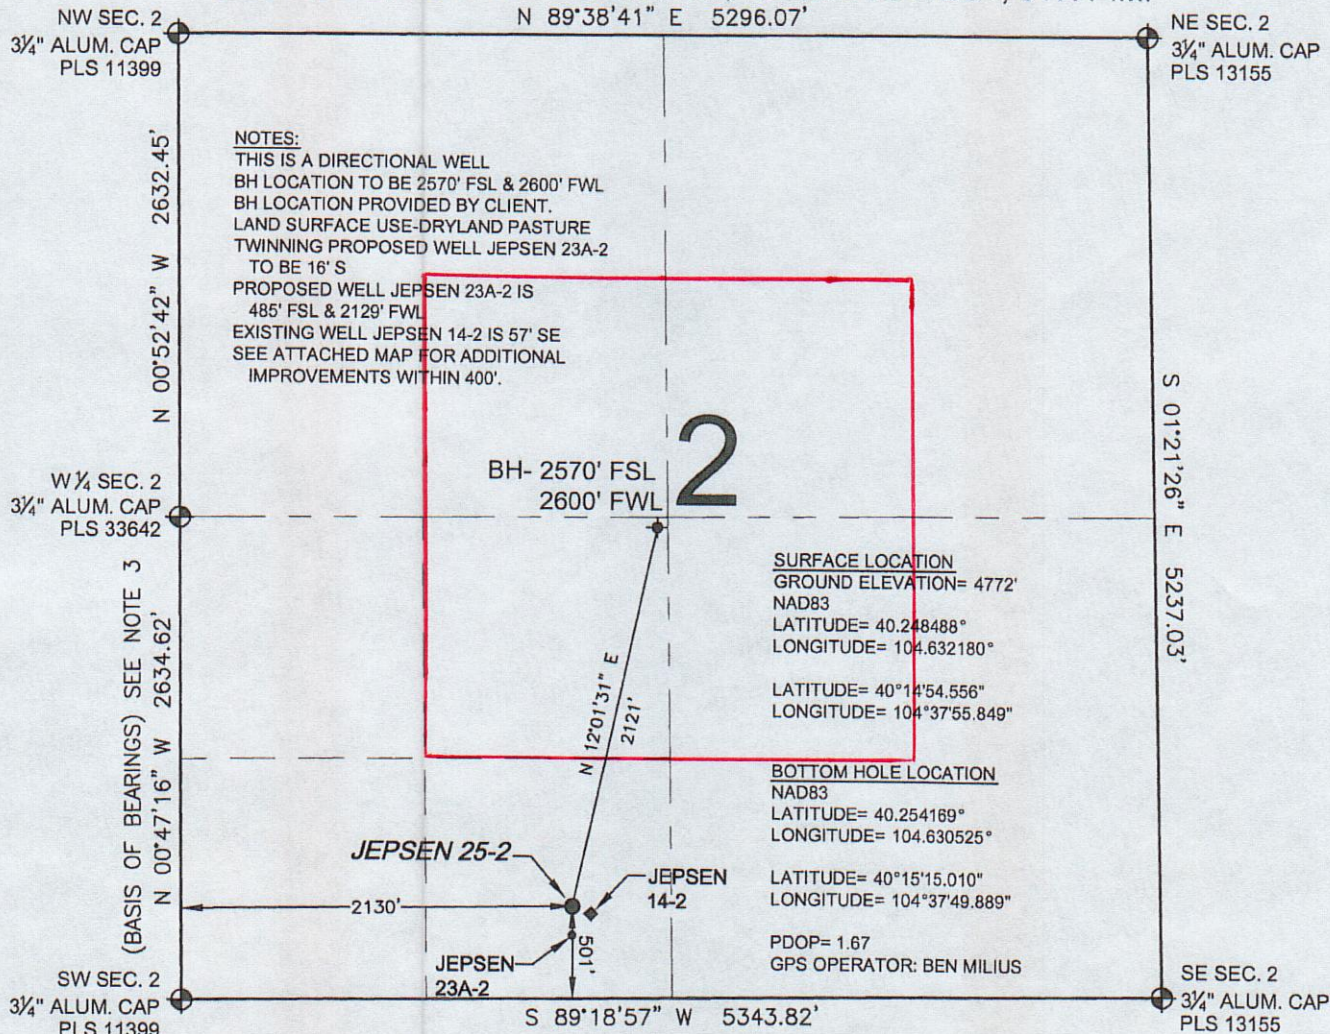 N 89°38'41" E 5296.07'
NW SEC. 2
3¼" ALUM. CAP
PLS 11399
NE SEC. 2
3¼" ALUM. CAP
PLS 13155
N 00°52'42" W 2632.45'
NOTES:
THIS IS A DIRECTIONAL WELL
BH LOCATION TO BE 2570' FSL & 2600' FWL
BH LOCATION PROVIDED BY CLIENT.
LAND SURFACE USE-DRYLAND PASTURE
TWINNING PROPOSED WELL JEPSEN 23A-2
TO BE 16' S
PROPOSED WELL JEPSEN 23A-2 IS
485' FSL & 2129' FWL
EXISTING WELL JEPSEN 14-2 IS 57' SE
SEE ATTACHED MAP FOR ADDITIONAL
IMPROVEMENTS WITHIN 400'.
S 01°21'26" E 5237.03'
2
BH- 2570' FSL
2600' FWL
W ¼ SEC. 2
3¼" ALUM. CAP
PLS 33642
(BASIS OF BEARINGS) SEE NOTE 3
N 00°47'16" W 2634.62'
N 12°01'31" E
2121'
SURFACE LOCATION
GROUND ELEVATION= 4772'
NAD83
LATITUDE= 40.248488°
LONGITUDE= 104.632180°
LATITUDE= 40°14'54.556"
LONGITUDE= 104°37'55.849"
BOTTOM HOLE LOCATION
NAD83
LATITUDE= 40.254169°
LONGITUDE= 104.630525°
LATITUDE= 40°15'15.010"
LONGITUDE= 104°37'49.889"
PDOP= 1.67
GPS OPERATOR: BEN MILIUS
JEPSEN 25-2
JEPSEN
14-2
2130'
501'
JEPSEN
23A-2
SW SEC. 2
3¼" ALUM. CAP
PLS 11399
S 89°18'57" W 5343.82'
SE SEC. 2
3¼" ALUM. CAP
PLS 13155